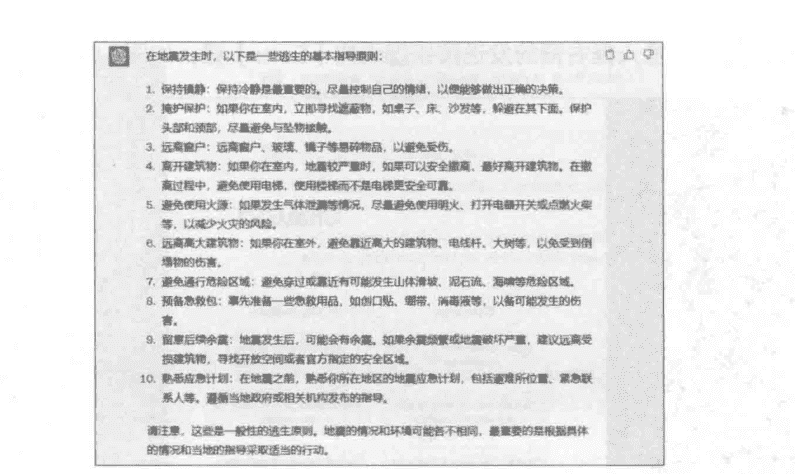 在地震发生时，以下是一些逃生的基本指导原则：
1. 保持镇静：保持冷静是最重要的。尽量控制自己的情绪，以便能够做出正确的决策。
2. 掩护保护：如果你在室内，立即寻找遮蔽物，如桌子、床、沙发等，躲避在其下面。保护
头部和颈部，尽量避免与坠物接触。
3. 远离窗户：远离窗户、玻璃、镜子等易碎物品，以避免受伤。
4. 离开建筑物：如果你在室内，地震较严重时，如果可以安全撤离，最好离开建筑物。在撤
离过程中，避免使用电梯，使用楼梯而不是电梯更安全可靠。
5. 避免使用火源：如果发生气体泄漏等情况，尽量避免使用明火、打开电器开关或点燃火柴
等，以减少火灾的风险。
6. 远离高大建筑物：如果你在室外，避免靠近高大的建筑物、电线杆、大树等，以免受到倒
塌物的伤害。
7. 避免通行危险区域：避免穿过或靠近有可能发生山体滑坡、泥石流、海啸等危险区域。
8. 预备急救包：事先准备一些急救用品，如创口贴、绷带、消毒液等，以备可能发生的伤
害。
9. 留意后续余震：地震发生后，可能会有余震。如果余震频繁或地震破坏严重，建议远离受
损建筑物，寻找开放空间或者官方指定的安全区域。
10. 熟悉应急计划：在地震之前，熟悉你所在地区的地震应急计划，包括避难所位置、紧急联
系人等。遵循当地政府或相关机构发布的指导。
请注意，这些是一般性的逃生原则。地震的情况和环境可能各不相同，最重要的是根据具体
的情况和当地的指导采取适当的行动。